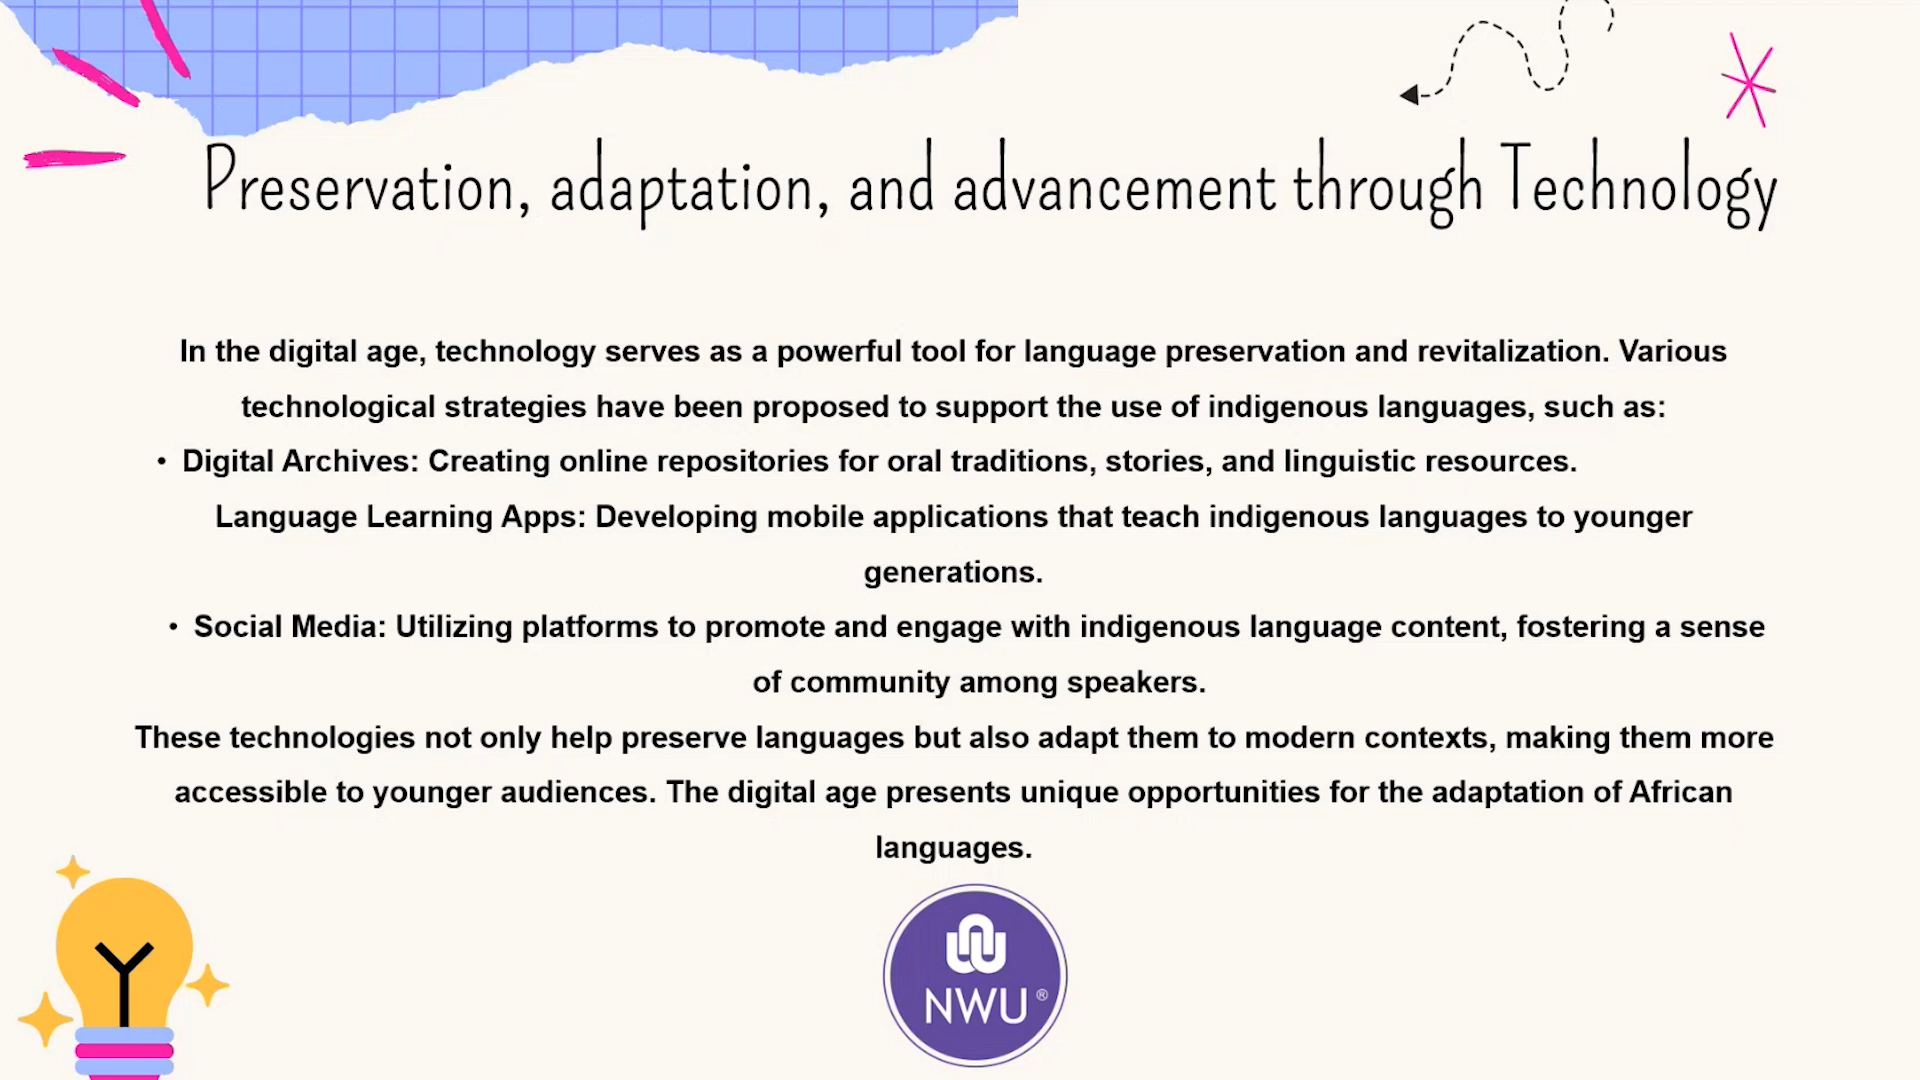 Preservation, adaptation, and advancement through Technology
In the digital age, technology serves as a powerful tool for language preservation and revitalization. Various
technological strategies have been proposed to support the use of indigenous languages, such as:
• Digital Archives: Creating online repositories for oral traditions, stories, and linguistic resources.
Language Learning Apps: Developing mobile applications that teach indigenous languages to younger
generations.
• Social Media: Utilizing platforms to promote and engage with indigenous language content, fostering a sense
of community among speakers.
These technologies not only help preserve languages but also adapt them to modern contexts, making them more
accessible to younger audiences. The digital age presents unique opportunities for the adaptation of African
languages.
NWU®